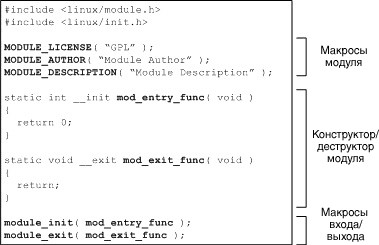 #include <linux/module.h>
#include <linux/init.h>
MODULE_LICENSE( “GPL” );
MODULE_AUTHOR( “Module Author” );
MODULE_DESCRIPTION( “Module Description” );
Макросы
модуля
static int __init mod_entry_func( void )
{
return 0;
}
static void __exit mod_exit_func( void )
{
return;
}
Конструктор/
деструктор
модуля
module_init( mod_entry_func );
module_exit( mod_exit_func );
Макросы
входа/
выхода